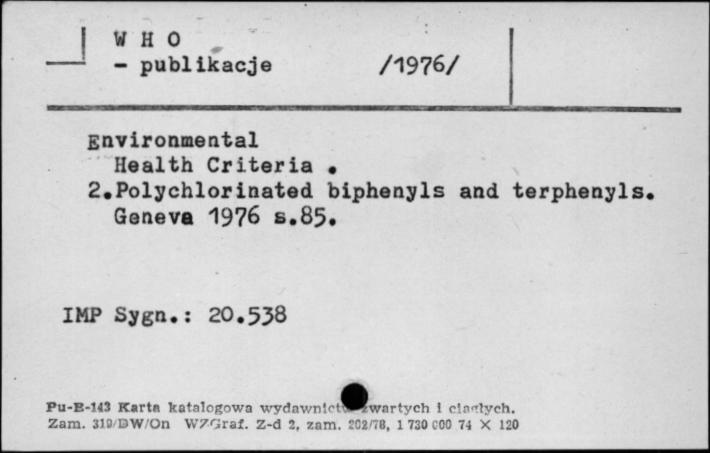 W H O
- publikacje /1976/
Environmental
Health Criteria .
2.Polychlorinated biphenyls and terphenyls.
Geneva 1976 s.85.
IMP Sygn.: 20.538
Pu-B-143 Karta katalogowa wydawnictw zwartych i ciągłych.
Zam. 319/DW/On WZGraf. Z-d 2, zam. 202/78, 1 730 000 74 X 120